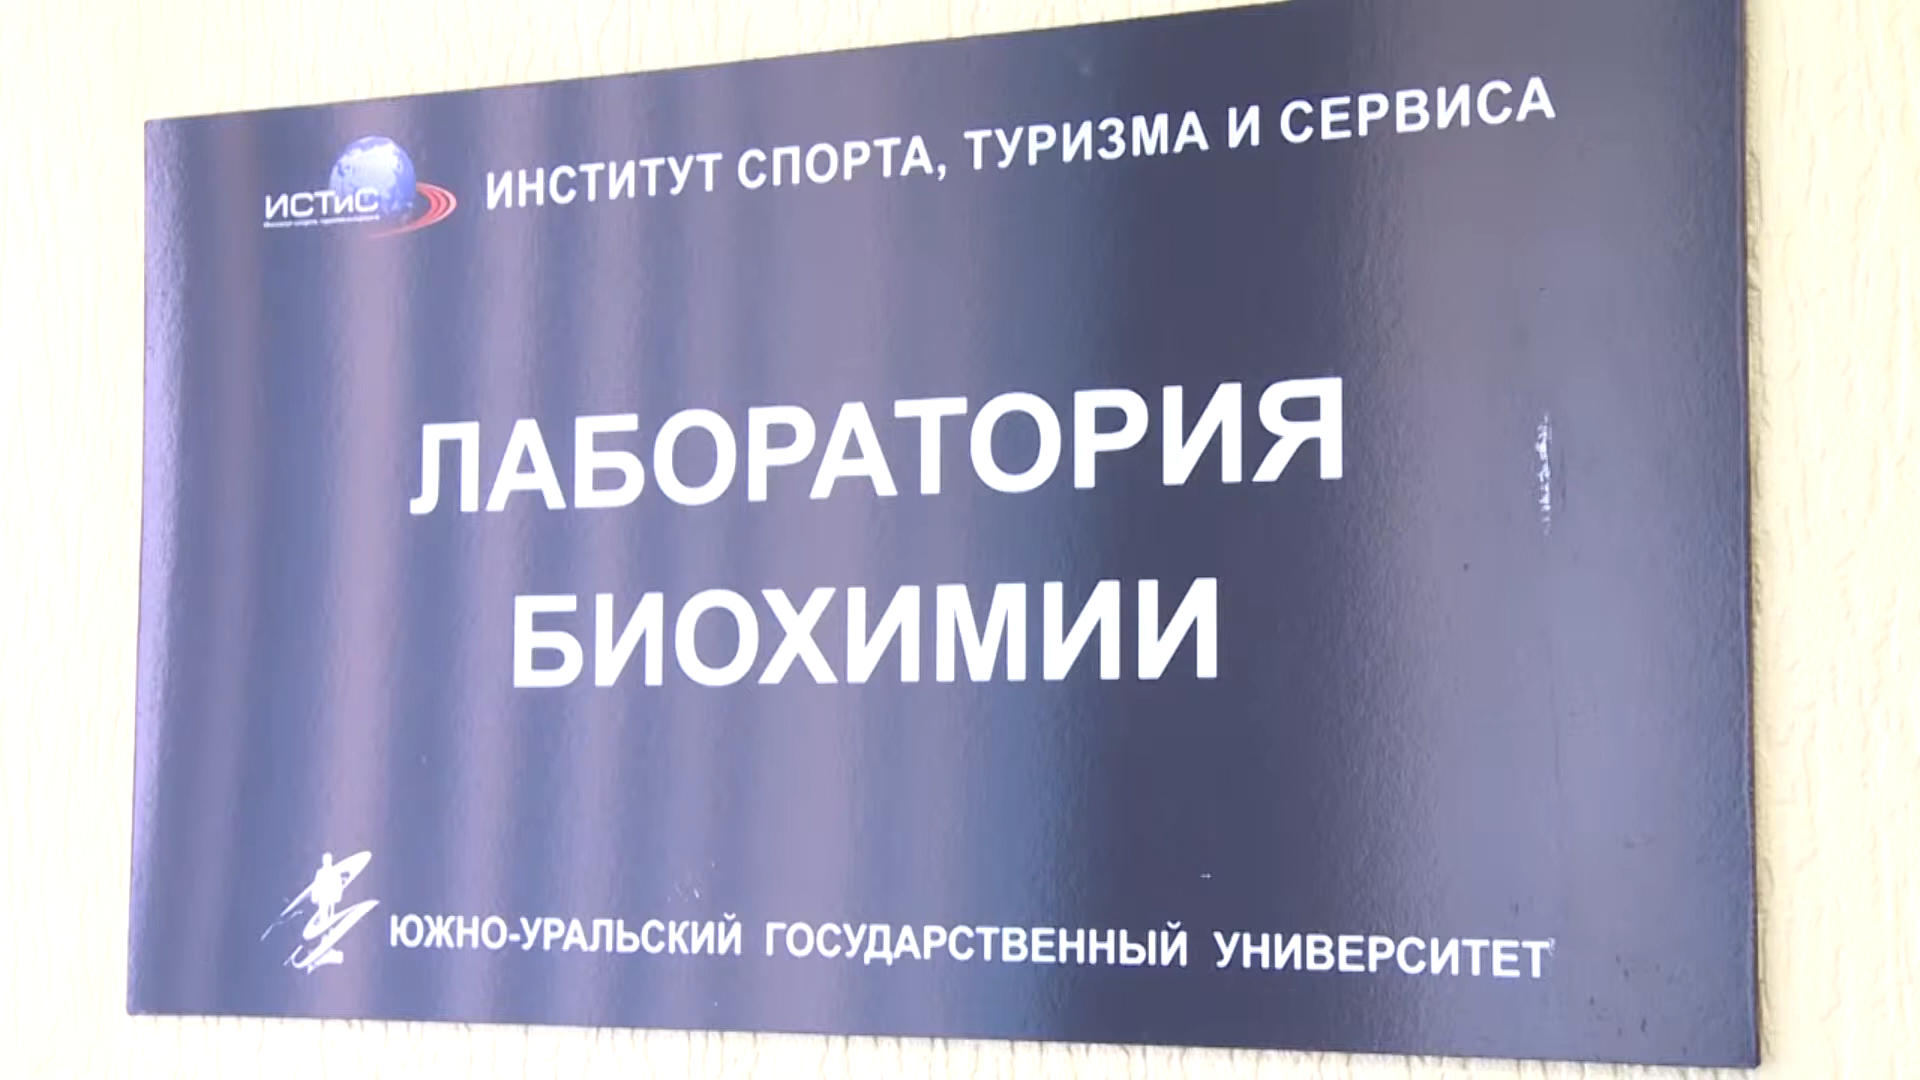 ИСТиС
ИНСТИТУТ СПОРТА, ТУРИЗМА И СЕРВИСА
ЛАБОРАТОРИЯ
БИОХИМИИ
ЮЖНО-УРАЛЬСКИЙ ГОСУДАРСТВЕННЫЙ УНИВЕРСИТЕТ